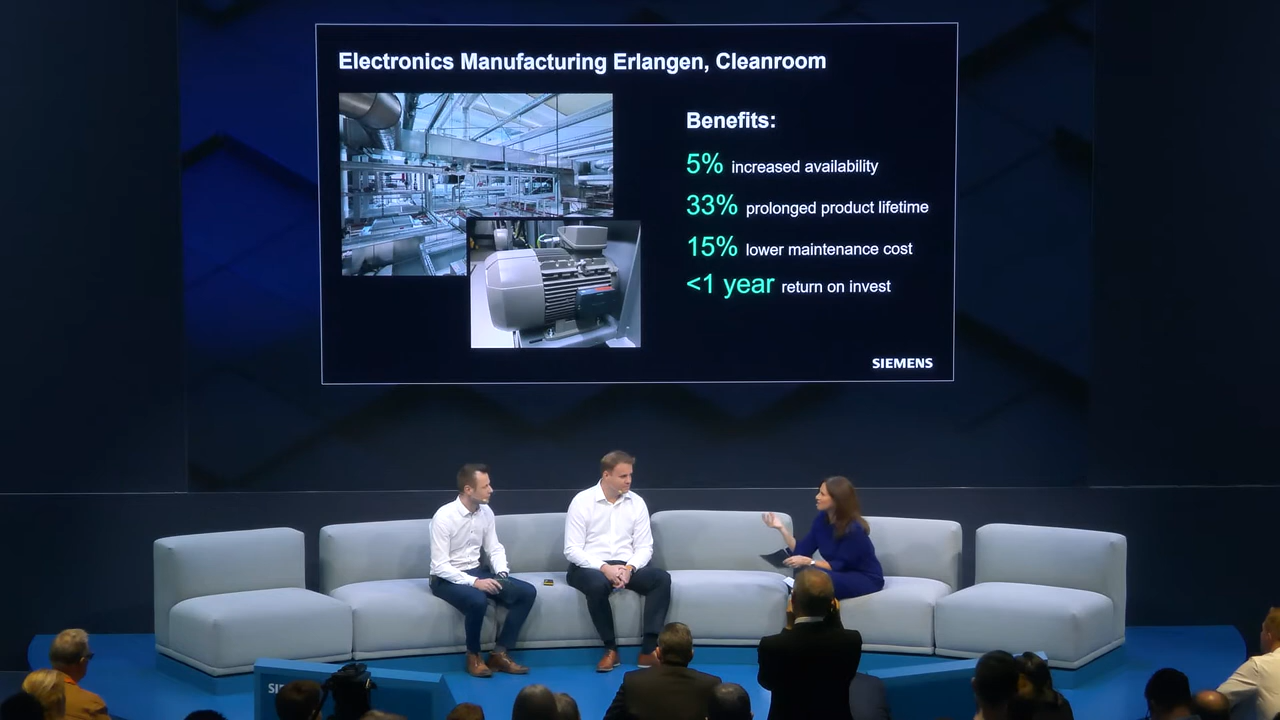 Electronics Manufacturing Erlangen, Cleanroom
Benefits:
5% increased availability
33% prolonged product lifetime
15% lower maintenance cost
<1 year return on invest
SIEMENS